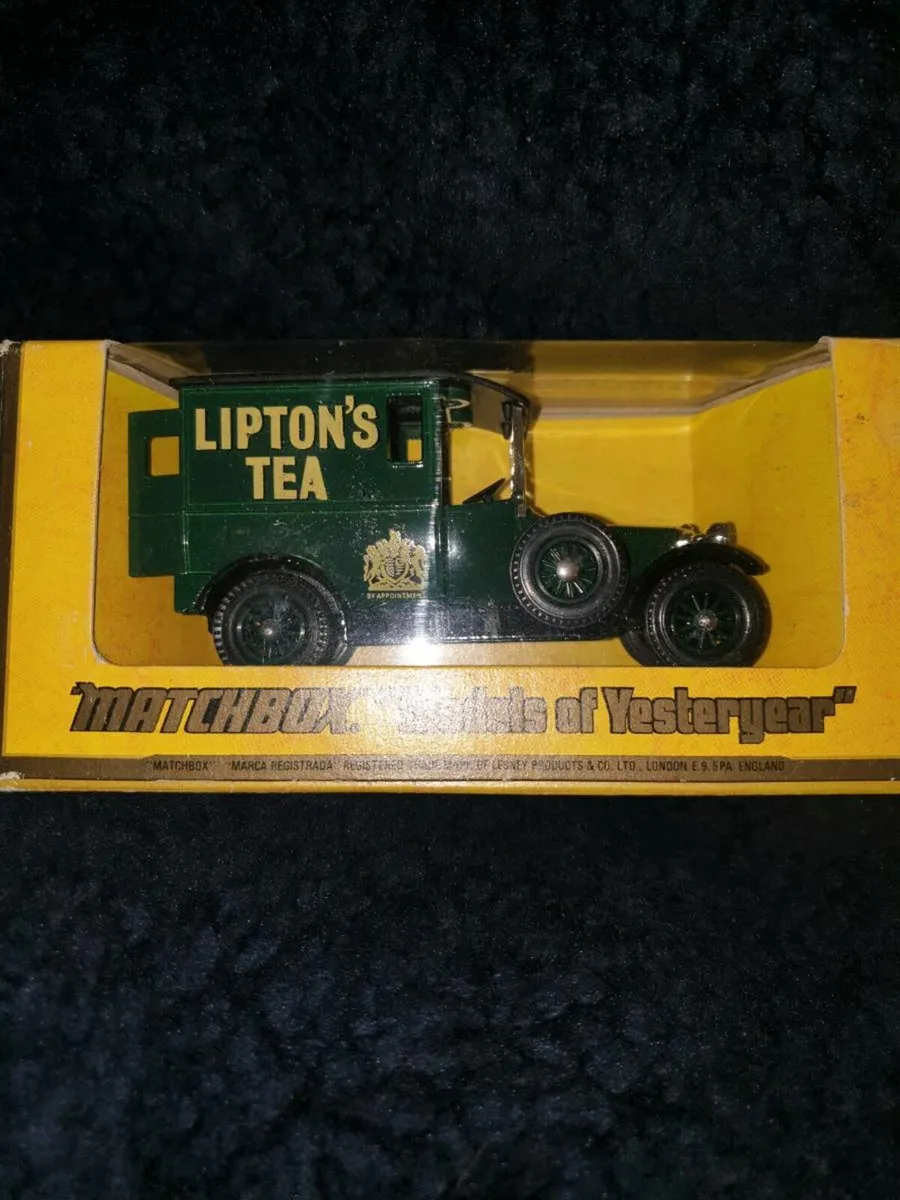 LIPTON'S
TEA
BY APPOINTMENT
"MATCHBOX" "Models of Yesteryear"
"MATCHBOX" "MARCA REGISTRADA" REGISTERED TRADE MARK OF LESNEY PRODUCTS & CO. LTD., LONDON E.9. 5PA ENGLAND